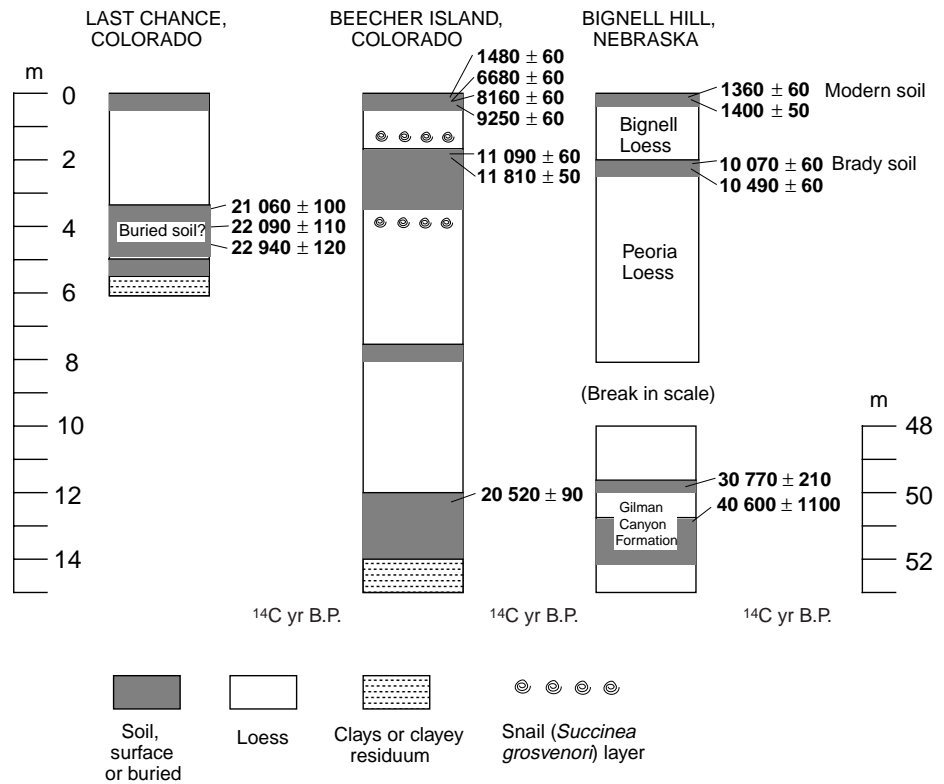 LAST CHANCE,
COLORADO
BEECHER ISLAND,
COLORADO
BIGNELL HILL,
NEBRASKA
m
0
2
4
6
8
10
12
14
Buried soil?
21 060 ± 100
22 090 ± 110
22 940 ± 120
1480 ± 60
6680 ± 60
8160 ± 60
9250 ± 60
11 090 ± 60
11 810 ± 50
20 520 ± 90
1360 ± 60 Modern soil
1400 ± 50
Bignell
Loess
10 070 ± 60 Brady soil
10 490 ± 60
Peoria
Loess
(Break in scale)
m
48
50
52
30 770 ± 210
40 600 ± 1100
Gilman
Canyon
Formation
¹⁴C yr B.P.
¹⁴C yr B.P.
¹⁴C yr B.P.
Soil,
surface
or buried
Loess
Clays or clayey
residuum
Snail (Succinea
grosvenori) layer